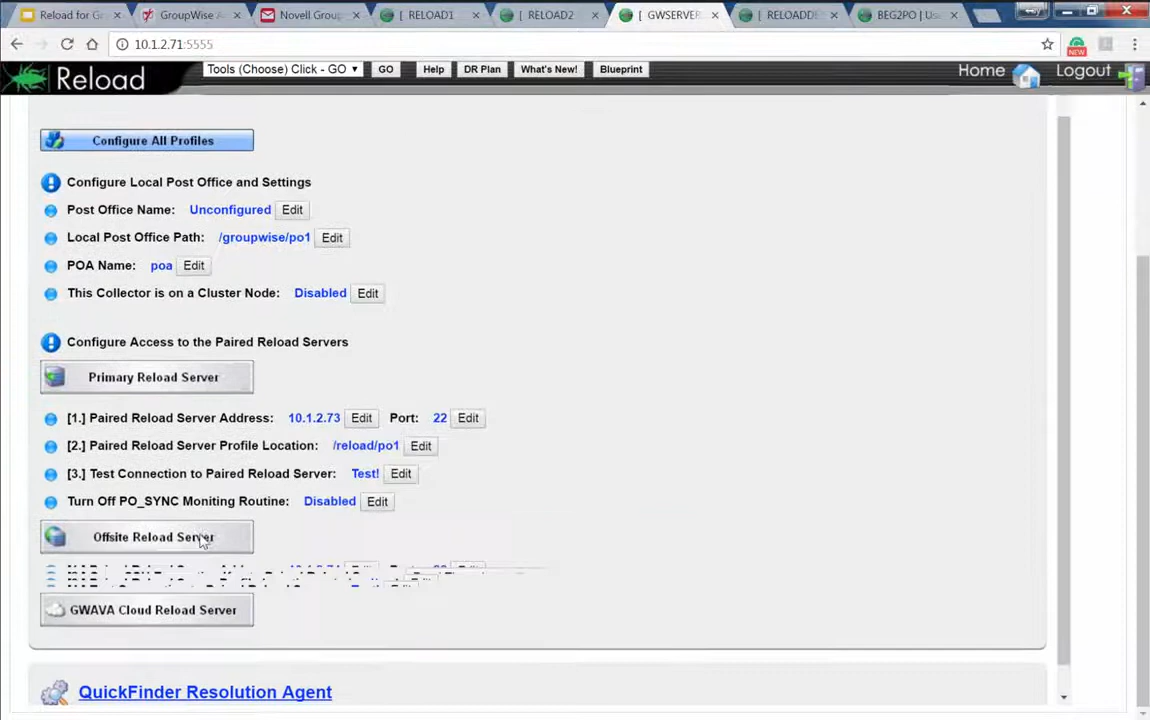 Reload for G
GroupWise A
Novell Grou
[ RELOAD1
[ RELOAD2
[ GWSERVER
[ RELOADDE
BEG2PO | Us
10.1.2.71:5555
NEW
Reload
Tools (Choose) Click - GO
GO
Help
DR Plan
What's New!
Blueprint
Home
Logout
Configure All Profiles
Configure Local Post Office and Settings
Post Office Name: Unconfigured Edit
Local Post Office Path: /groupwise/po1 Edit
POA Name: poa Edit
This Collector is on a Cluster Node: Disabled Edit
Configure Access to the Paired Reload Servers
Primary Reload Server
[1.] Paired Reload Server Address: 10.1.2.73 Edit Port: 22 Edit
[2.] Paired Reload Server Profile Location: /reload/po1 Edit
[3.] Test Connection to Paired Reload Server: Test! Edit
Turn Off PO_SYNC Moniting Routine: Disabled Edit
Offsite Reload Server
GWAVA Cloud Reload Server
QuickFinder Resolution Agent